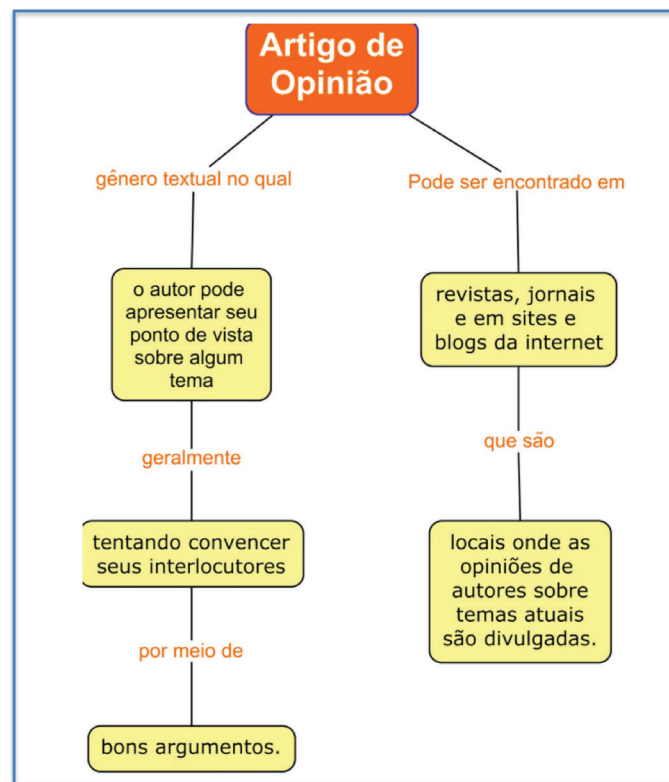 Artigo de
Opinião
gênero textual no qual
o autor pode
apresentar seu
ponto de vista
sobre algum
tema
geralmente
tentando convencer
seus interlocutores
por meio de
bons argumentos.
Pode ser encontrado em
revistas, jornais
e em sites e
blogs da internet
que são
locais onde as
opiniões de
autores sobre
temas atuais
são divulgadas.